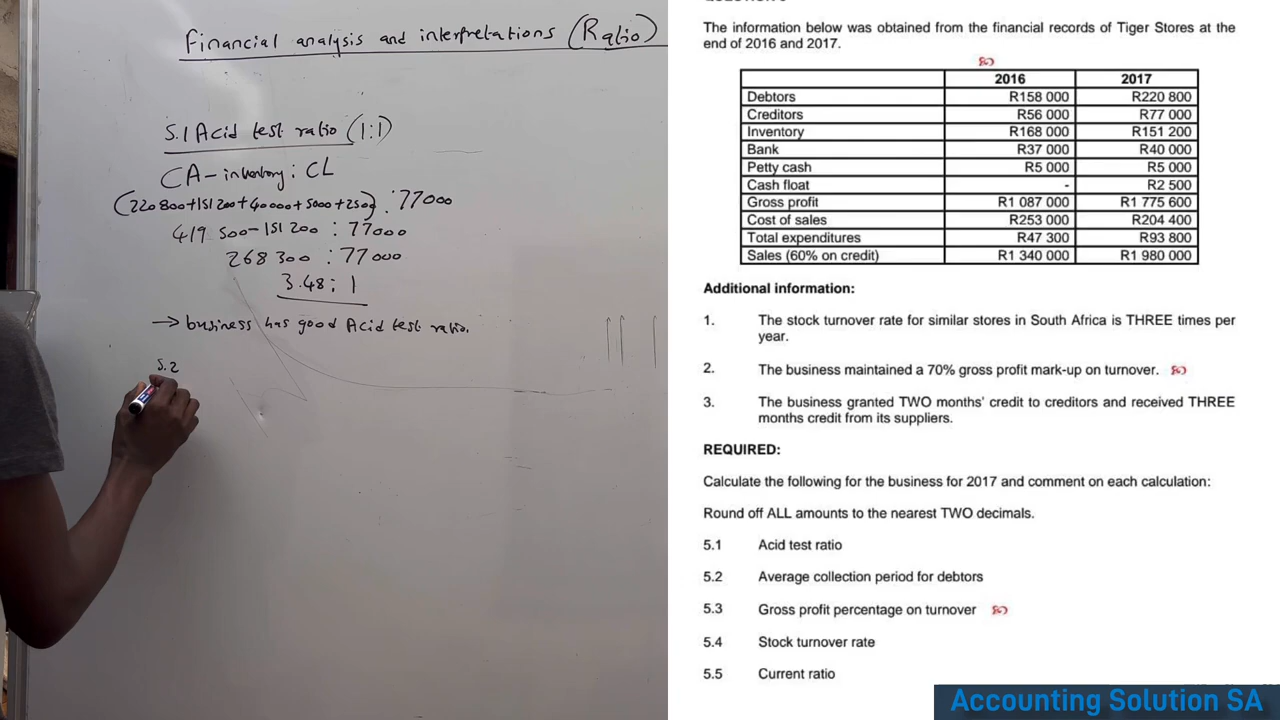 Financial analysis and interpretations (Ratio)
5.1 Acid test ratio (1:1)
CA - inventory : CL
(220 800+151 200+40000+5000+2500) : 77000
419 500-151 200 : 77000
268 300 : 77000
3.48 : 1
→ business has good Acid test ratio.
5.2
The information below was obtained from the financial records of Tiger Stores at the
end of 2016 and 2017.
2016 2017
Debtors R158 000 R220 800
Creditors R56 000 R77 000
Inventory R168 000 R151 200
Bank R37 000 R40 000
Petty cash R5 000 R5 000
Cash float - R2 500
Gross profit R1 087 000 R1 775 600
Cost of sales R253 000 R204 400
Total expenditures R47 300 R93 800
Sales (60% on credit) R1 340 000 R1 980 000
Additional information:
1. The stock turnover rate for similar stores in South Africa is THREE times per
year.
2. The business maintained a 70% gross profit mark-up on turnover.
3. The business granted TWO months' credit to creditors and received THREE
months credit from its suppliers.
REQUIRED:
Calculate the following for the business for 2017 and comment on each calculation:
Round off ALL amounts to the nearest TWO decimals.
5.1 Acid test ratio
5.2 Average collection period for debtors
5.3 Gross profit percentage on turnover
5.4 Stock turnover rate
5.5 Current ratio
Accounting Solution SA